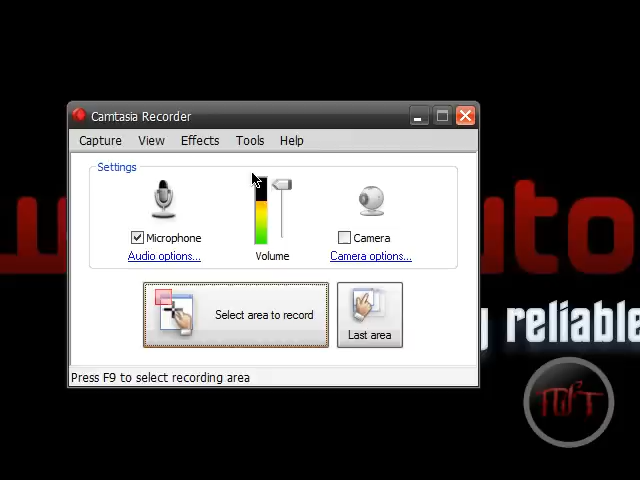 Camtasia Recorder
Capture View Effects Tools Help
Settings
Microphone
Camera
Audio options...
Volume
Camera options...
Select area to record
Last area
Press F9 to select recording area
reliable